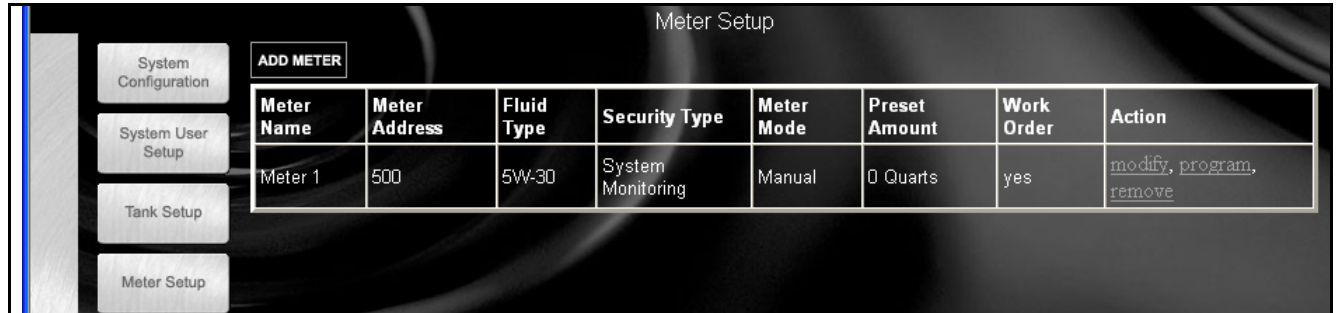 Meter Setup
System
Configuration
System User
Setup
Tank Setup
Meter Setup
ADD METER
Meter Name Meter Address Fluid Type Security Type Meter Mode Preset Amount Work Order Action
Meter 1 500 5W-30 System Monitoring Manual 0 Quarts yes modify, program, remove